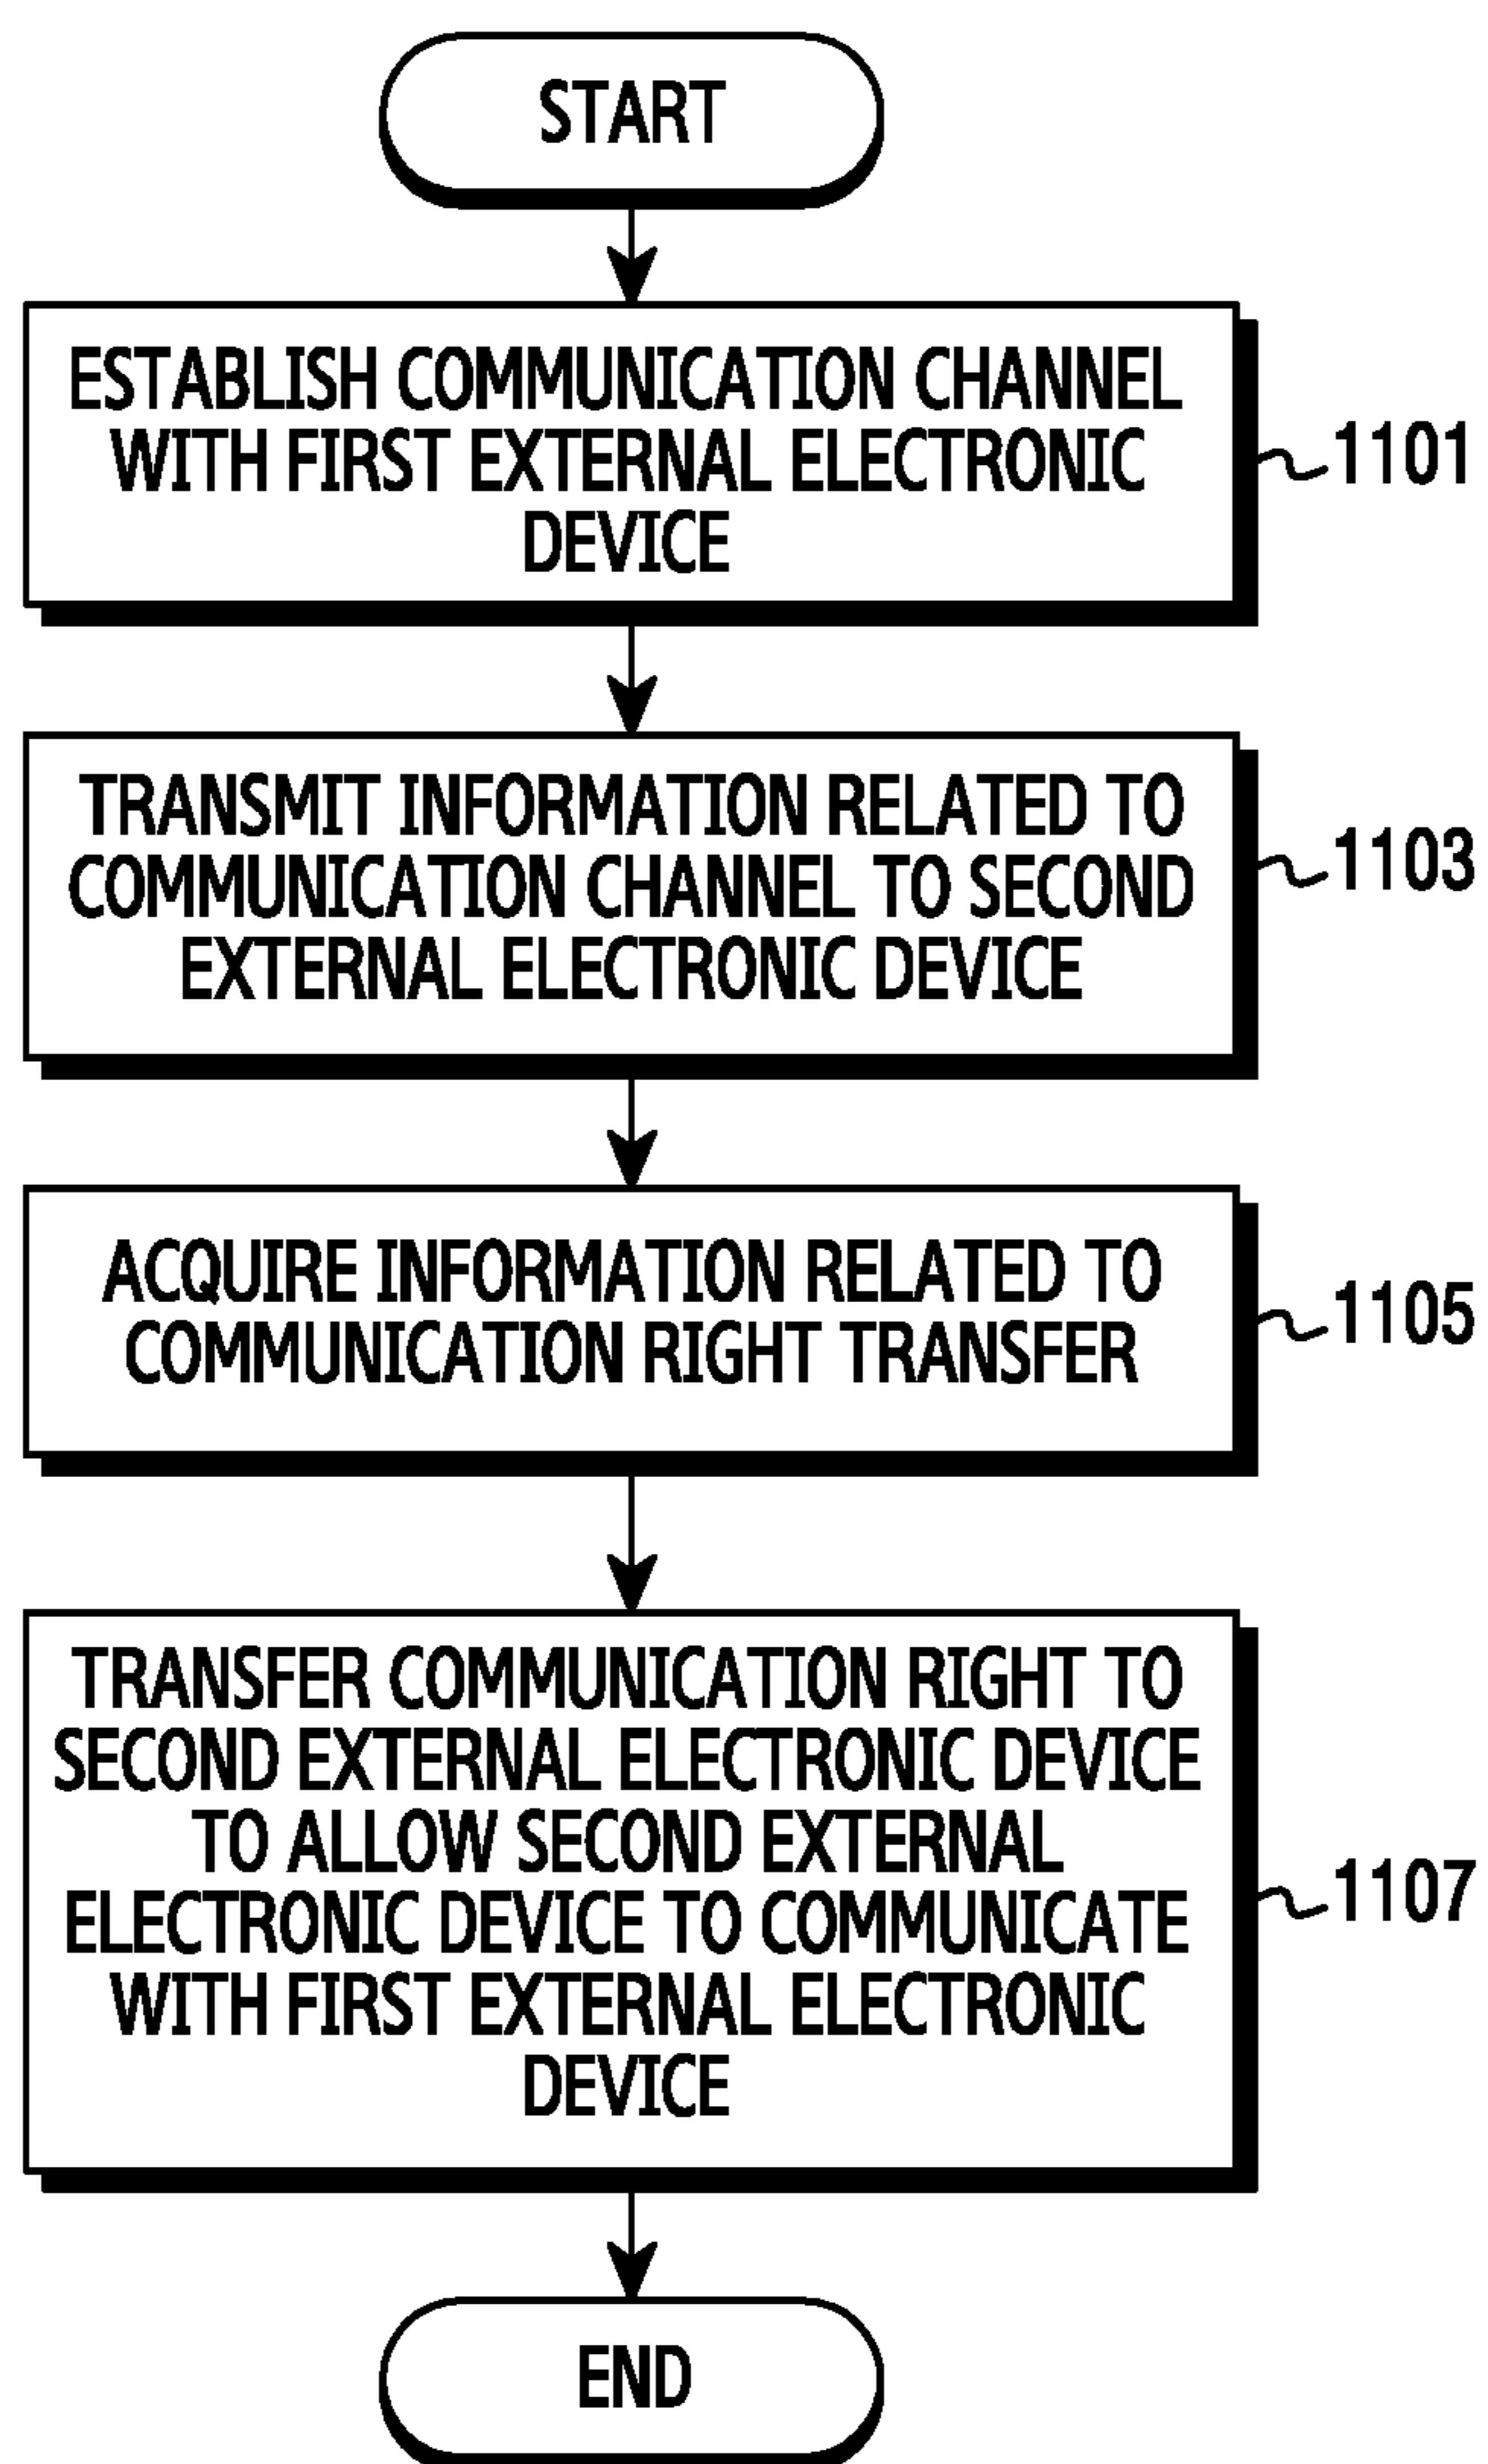 START
ESTABLISH COMMUNICATION CHANNEL
WITH FIRST EXTERNAL ELECTRONIC
DEVICE
1101
TRANSMIT INFORMATION RELATED TO
COMMUNICATION CHANNEL TO SECOND
EXTERNAL ELECTRONIC DEVICE
1103
ACQUIRE INFORMATION RELATED TO
COMMUNICATION RIGHT TRANSFER
1105
TRANSFER COMMUNICATION RIGHT TO
SECOND EXTERNAL ELECTRONIC DEVICE
TO ALLOW SECOND EXTERNAL
ELECTRONIC DEVICE TO COMMUNICATE
WITH FIRST EXTERNAL ELECTRONIC
DEVICE
1107
END